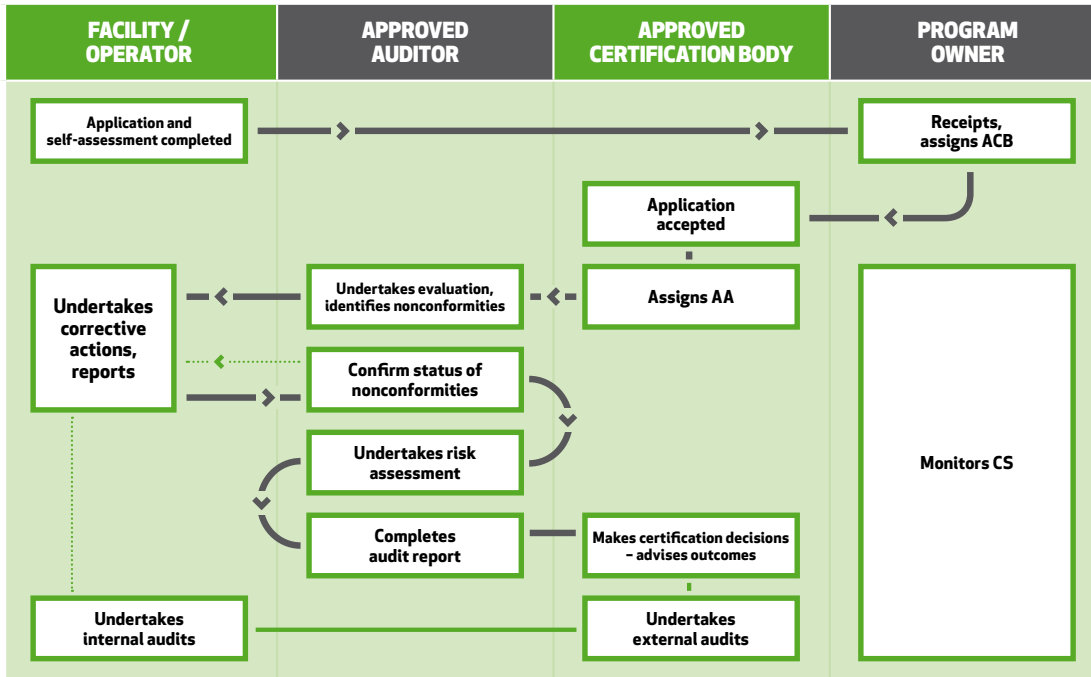 FACILITY /
OPERATOR
APPROVED
AUDITOR
APPROVED
CERTIFICATION BODY
PROGRAM
OWNER
Application and
self-assessment completed
Receipts,
assigns ACB
Application
accepted
Undertakes
corrective
actions,
reports
Undertakes evaluation,
identifies nonconformities
Assigns AA
Confirm status of
nonconformities
Undertakes risk
assessment
Monitors CS
Completes
audit report
Makes certification decisions
– advises outcomes
Undertakes
internal audits
Undertakes
external audits